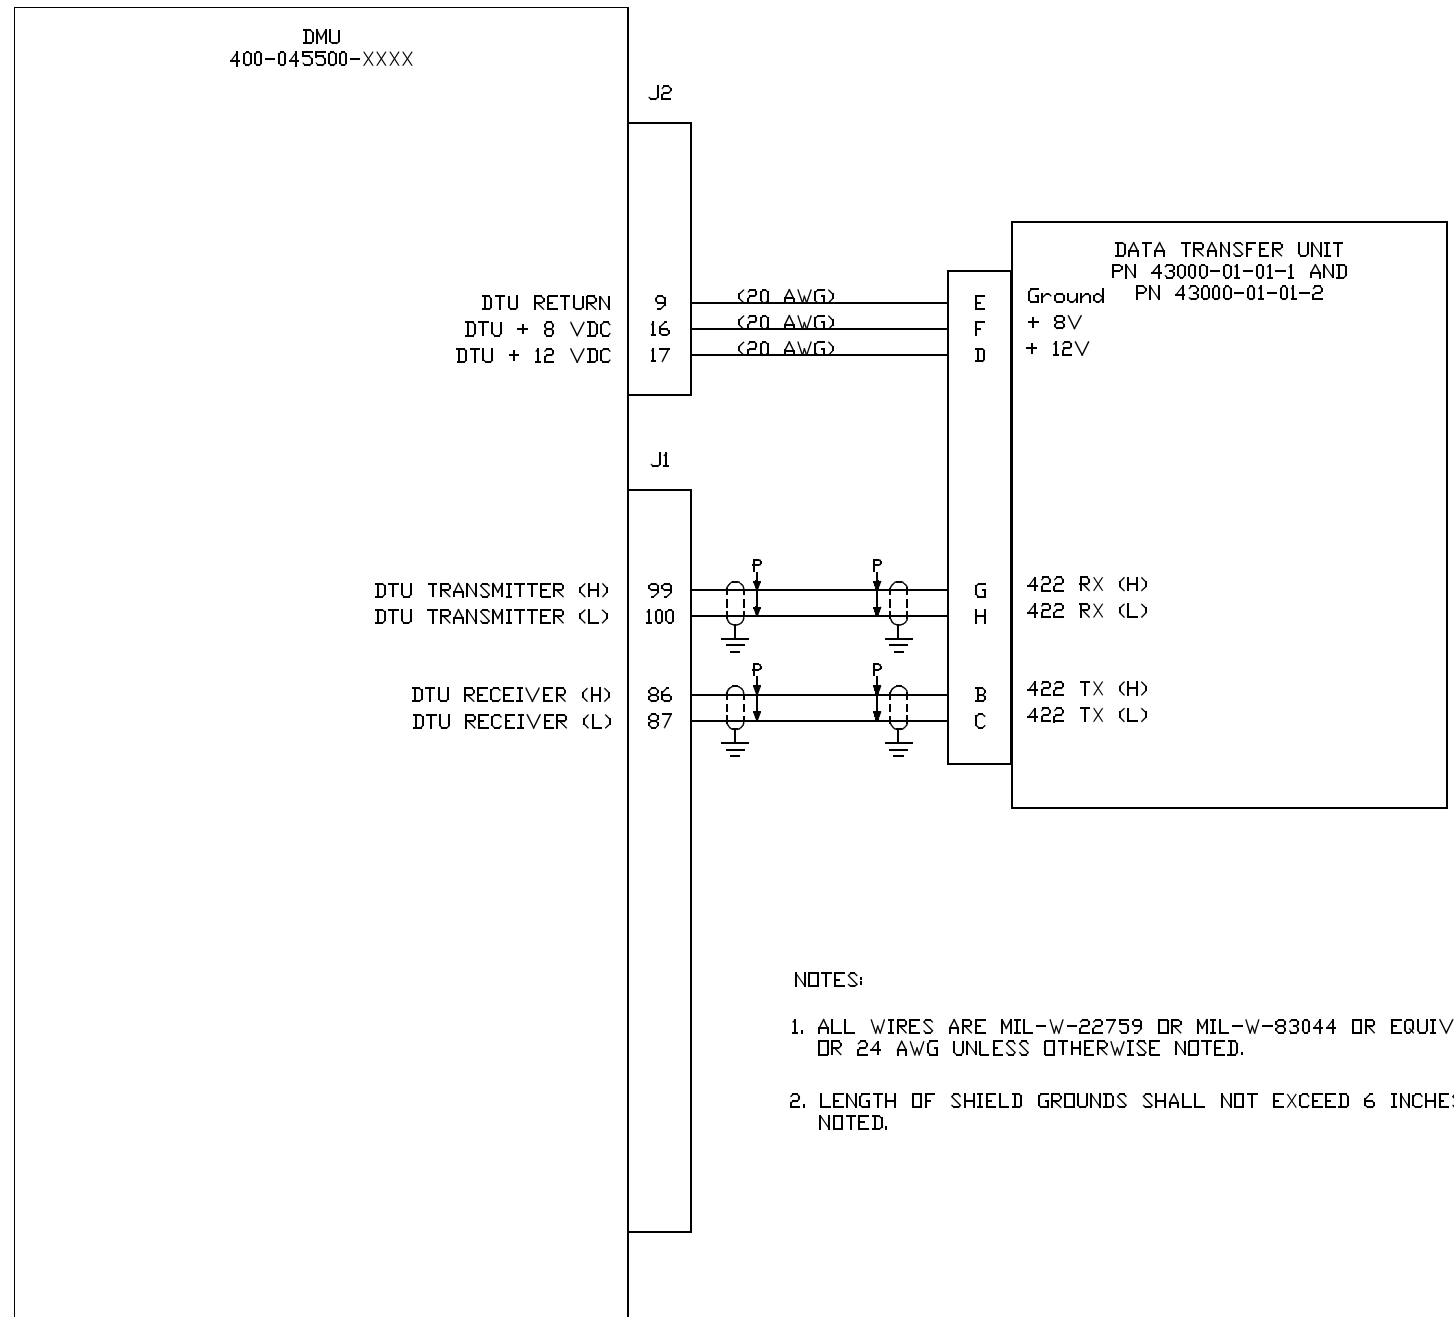 DMU
400-045500-XXXX
J2
DATA TRANSFER UNIT
PN 43000-01-01-1 AND
PN 43000-01-01-2
DTU RETURN 9 (20 AWG) E Ground
DTU + 8 VDC 16 (20 AWG) F + 8V
DTU + 12 VDC 17 (20 AWG) D + 12V
J1
P P
DTU TRANSMITTER (H) 99 G 422 RX (H)
DTU TRANSMITTER (L) 100 H 422 RX (L)
P P
DTU RECEIVER (H) 86 B 422 TX (H)
DTU RECEIVER (L) 87 C 422 TX (L)
NOTES:
1. ALL WIRES ARE MIL-W-22759 OR MIL-W-83044 OR EQUIV
OR 24 AWG UNLESS OTHERWISE NOTED.
2. LENGTH OF SHIELD GROUNDS SHALL NOT EXCEED 6 INCHES
NOTED.